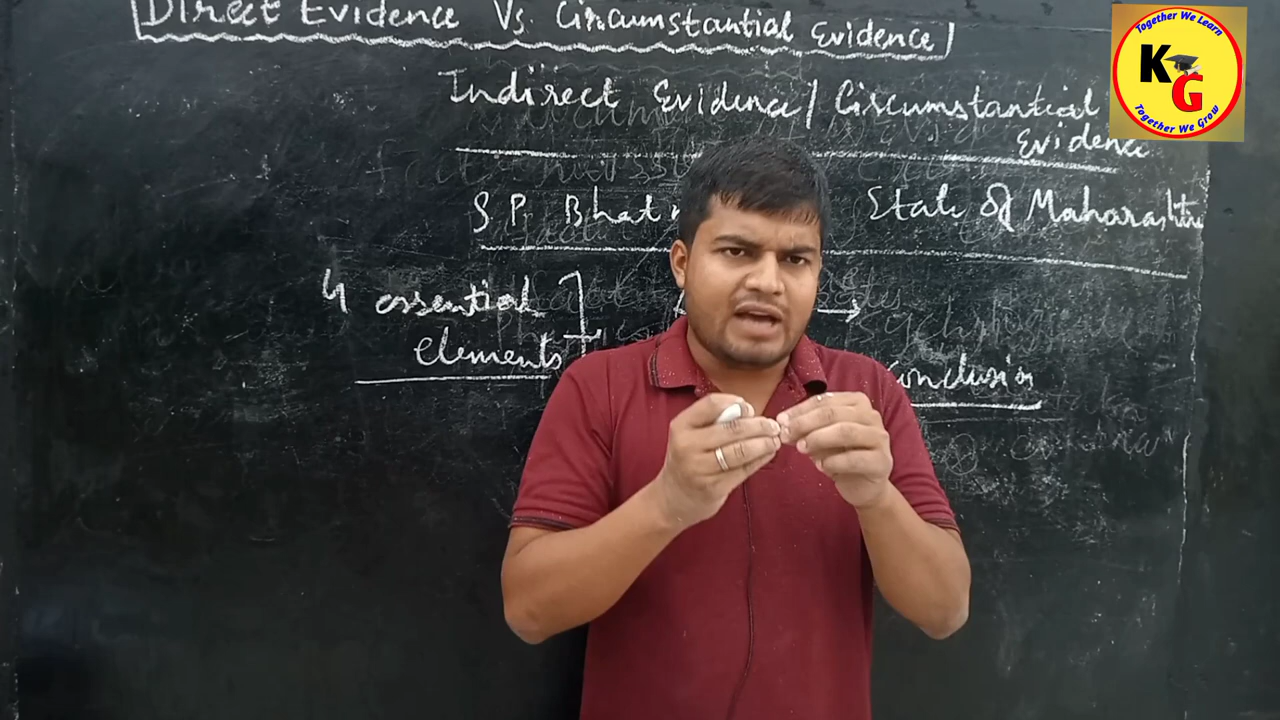 Direct Evidence Vs. Circumstantial Evidence
Indirect Evidence / Circumstantial
Evidence
S.P. Bhat
State of Maharashtra
4 essential
elements
Conclusion
Together We Learn
KG
Together We Grow